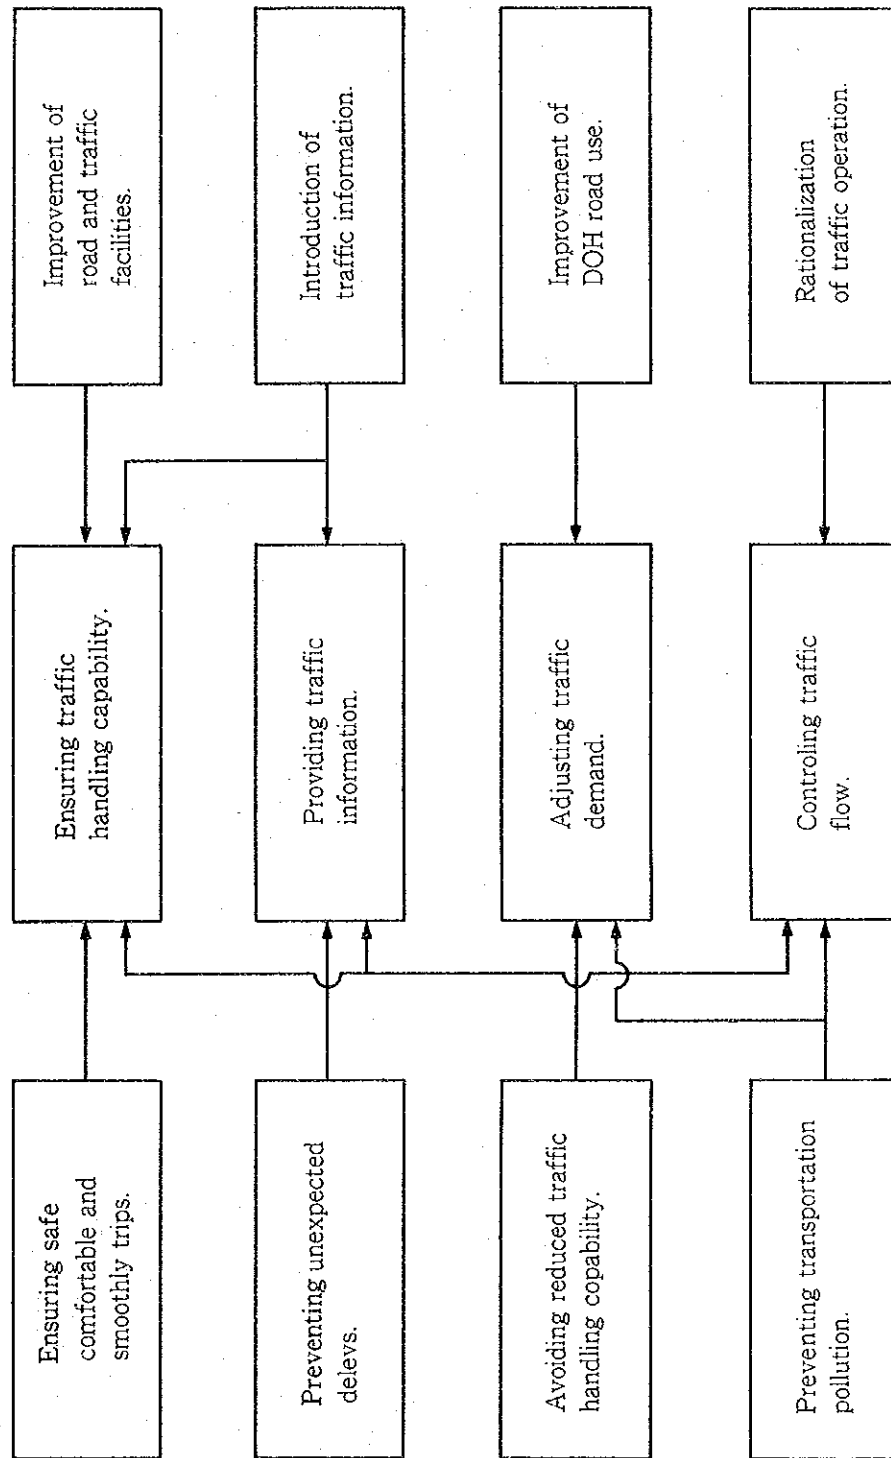 Ensuring safe
comfortable and
smoothly trips.
Ensuring traffic
handling capability.
Improvement of
road and traffic
facilities.
Preventing unexpected
delevs.
Providing traffic
information.
Introduction of
traffic information.
Avoiding reduced traffic
handling copability.
Adjusting traffic
demand.
Improvement of
DOH road use.
Preventing transportation
pollution.
Controling traffic
flow.
Rationalization
of traffic operation.